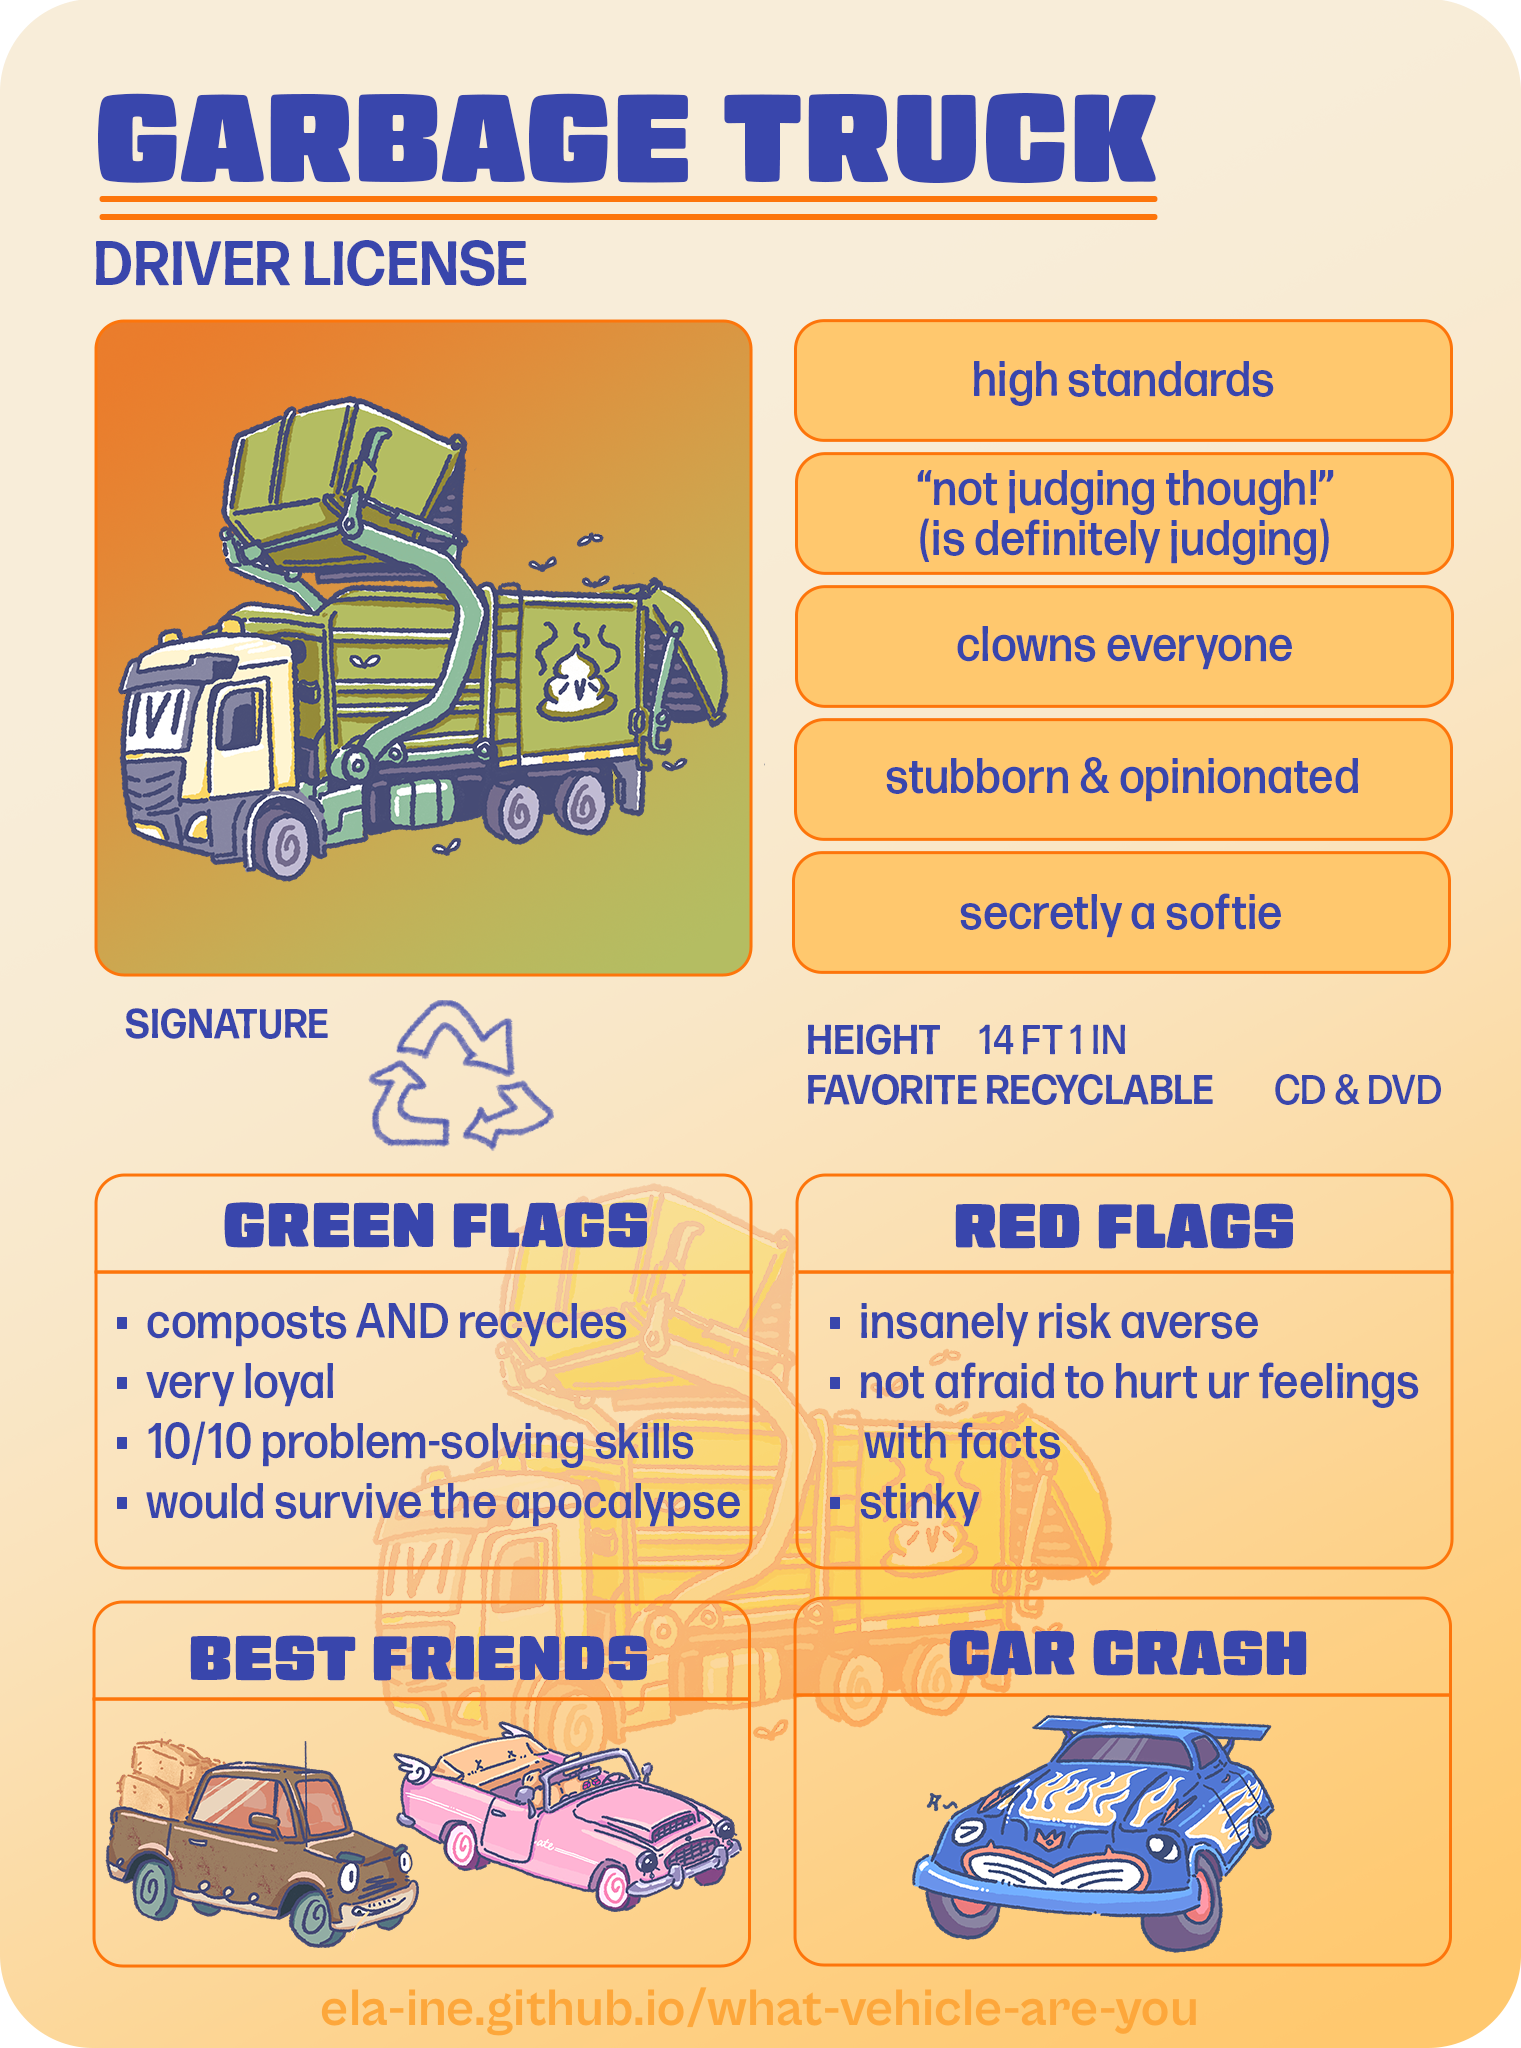 GARBAGE TRUCK
DRIVER LICENSE
high standards
“not judging though!”
(is definitely judging)
clowns everyone
stubborn & opinionated
secretly a softie
SIGNATURE
HEIGHT 14 FT 1 IN
FAVORITE RECYCLABLE CD & DVD
GREEN FLAGS
▪ composts AND recycles
▪ very loyal
▪ 10/10 problem-solving skills
▪ would survive the apocalypse
RED FLAGS
▪ insanely risk averse
▪ not afraid to hurt ur feelings
with facts
▪ stinky
BEST FRIENDS
CAR CRASH
ela-ine.github.io/what-vehicle-are-you